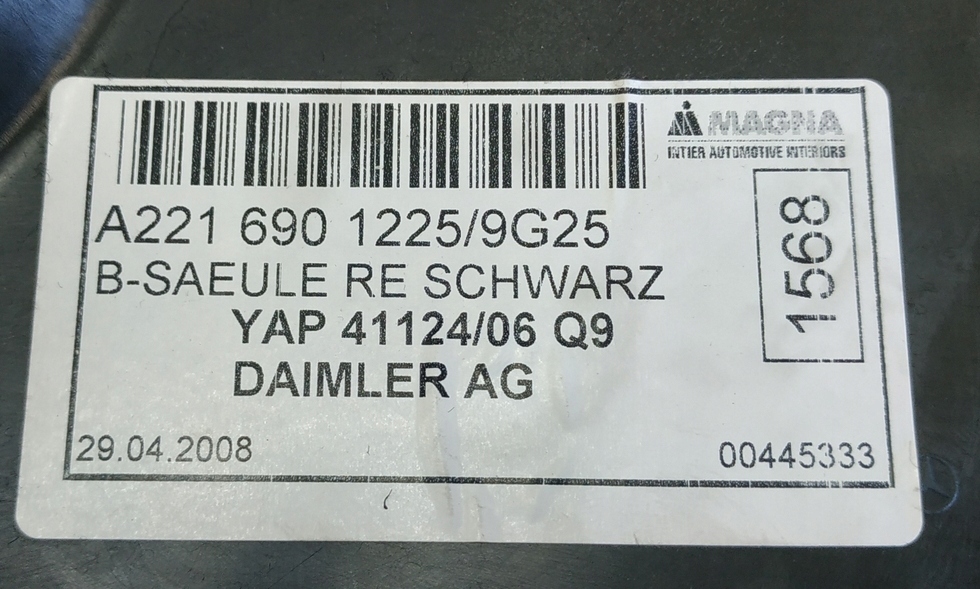 MAGNA
INTIER AUTOMOTIVE INTERIORS
A221 690 1225/9G25
B-SAEULE RE SCHWARZ
YAP 41124/06 Q9
DAIMLER AG
1568
29.04.2008
00445333